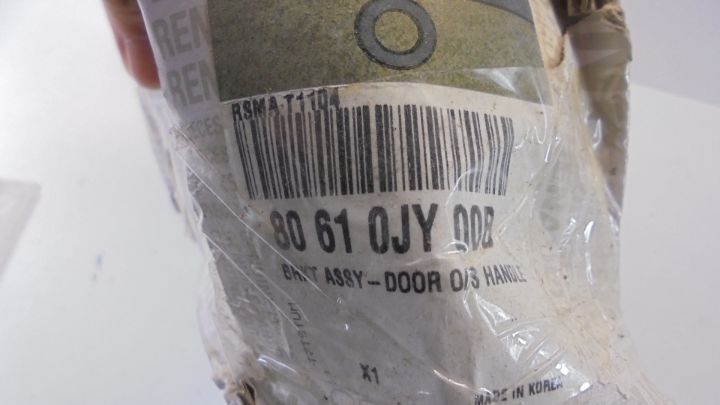 REN
REN
RSMA-T1104
80 61 0JY 00B
BRKT ASSY-DOOR O/S HANDLE
X1
MADE IN KOREA